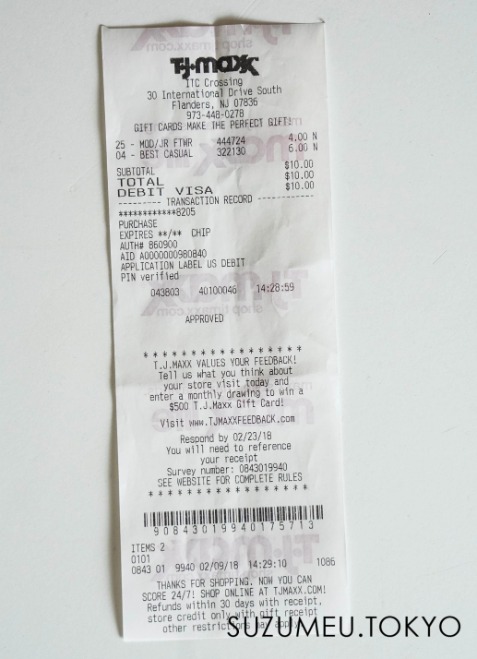 T·J·maxx
ITC Crossing
30 International Drive South
Flanders, NJ 07836
973-448-0278
GIFT CARDS MAKE THE PERFECT GIFT!
25 - MOD/JR FTWR 444724 4.00 N
04 - BEST CASUAL 322130 6.00 N
SUBTOTAL $10.00
TOTAL $10.00
DEBIT VISA $10.00
--------- TRANSACTION RECORD ---------
************8205
PURCHASE
EXPIRES **/** CHIP
AUTH# 860900
AID A0000000980840
APPLICATION LABEL US DEBIT
PIN verified
043803 40100046 14:28:59
APPROVED
* * * * * * * * * * * * * * * * *
T.J.MAXX VALUES YOUR FEEDBACK!
Tell us what you think about
your store visit today and
enter a monthly drawing to win a
$500 T.J.Maxx Gift Card!
Visit www.TJMAXXFEEDBACK.com
Respond by 02/23/18
You will need to reference
your receipt
Survey number: 0843019940
SEE WEBSITE FOR COMPLETE RULES
* * * * * * * * * * * * * * * * *
90843019940175713
ITEMS 2
0101
0843 01 9940 02/09/18 14:29:10 1086
THANKS FOR SHOPPING. NOW YOU CAN
SCORE 24/7! SHOP ONLINE AT TJMAXX.COM!
Refunds within 30 days with receipt,
store credit only with gift receipt
other restrictions may apply
SUZUMEU.TOKYO